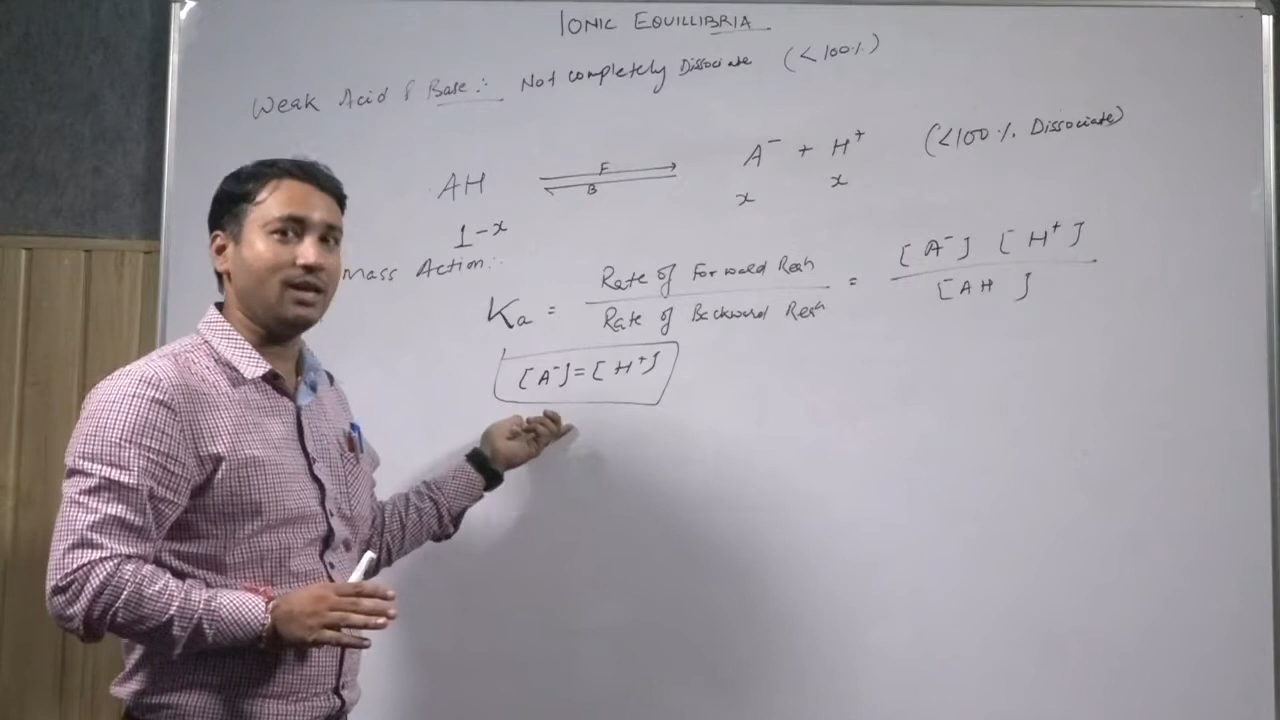 IONIC EQUILLIBRIA
Weak Acid & Base :- Not completely Dissociate (< 100%)
AH ⇌ A⁻ + H⁺ (<100% Dissociate)
F
B
1-x x x
Mass Action :-
Ka = Rate of Forward Reaⁿ / Rate of Backward Reaⁿ = [A⁻] [H⁺] / [AH]
[A⁻] = [H⁺]